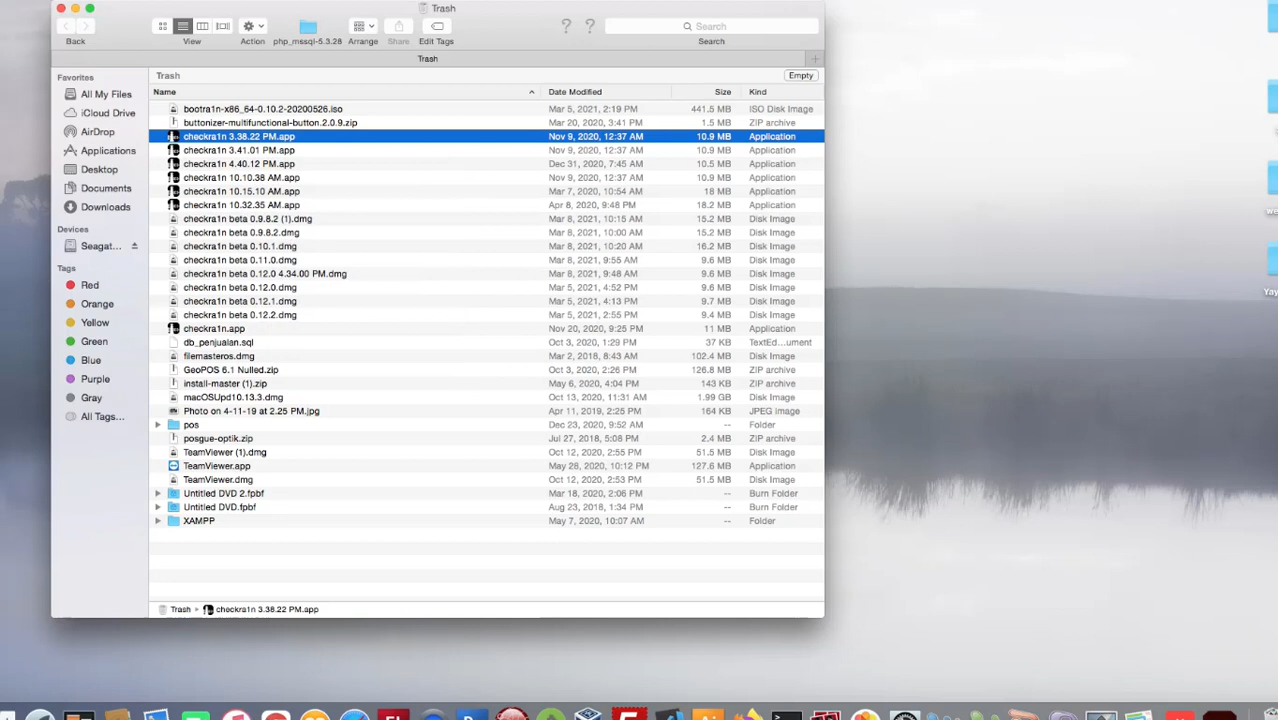 Trash
Back
View
Action
php_mssql-5.3.28
Arrange
Share
Edit Tags
? ?
Search
Search
Trash
Favorites
All My Files
iCloud Drive
AirDrop
Applications
Desktop
Documents
Downloads
Devices
Seagat...
Tags
Red
Orange
Yellow
Green
Blue
Purple
Gray
All Tags...
Trash Empty
Name Date Modified Size Kind
bootra1n-x86_64-0.10.2-20200526.iso Mar 5, 2021, 2:19 PM 441.5 MB ISO Disk Image
buttonizer-multifunctional-button.2.0.9.zip Mar 20, 2020, 3:41 PM 1.5 MB ZIP archive
checkra1n 3.38.22 PM.app Nov 9, 2020, 12:37 AM 10.9 MB Application
checkra1n 3.41.01 PM.app Nov 9, 2020, 12:37 AM 10.9 MB Application
checkra1n 4.40.12 PM.app Dec 31, 2020, 7:45 AM 10.5 MB Application
checkra1n 10.10.38 AM.app Nov 9, 2020, 12:37 AM 10.9 MB Application
checkra1n 10.15.10 AM.app Mar 7, 2020, 10:54 AM 18 MB Application
checkra1n 10.32.35 AM.app Apr 8, 2020, 9:48 PM 18.2 MB Application
checkra1n beta 0.9.8.2 (1).dmg Mar 8, 2021, 10:15 AM 15.2 MB Disk Image
checkra1n beta 0.9.8.2.dmg Mar 8, 2021, 10:00 AM 15.2 MB Disk Image
checkra1n beta 0.10.1.dmg Mar 8, 2021, 10:20 AM 16.2 MB Disk Image
checkra1n beta 0.11.0.dmg Mar 8, 2021, 9:55 AM 9.6 MB Disk Image
checkra1n beta 0.12.0 4.34.00 PM.dmg Mar 8, 2021, 9:48 AM 9.6 MB Disk Image
checkra1n beta 0.12.0.dmg Mar 5, 2021, 4:52 PM 9.6 MB Disk Image
checkra1n beta 0.12.1.dmg Mar 5, 2021, 4:13 PM 9.7 MB Disk Image
checkra1n beta 0.12.2.dmg Mar 5, 2021, 2:55 PM 9.4 MB Disk Image
checkra1n.app Nov 20, 2020, 9:25 PM 11 MB Application
db_penjualan.sql Oct 3, 2020, 1:29 PM 37 KB TextEd...ument
filemasteros.dmg Mar 2, 2018, 8:43 AM 102.4 MB Disk Image
GeoPOS 6.1 Nulled.zip Oct 3, 2020, 2:26 PM 126.8 MB ZIP archive
install-master (1).zip May 6, 2020, 4:04 PM 143 KB ZIP archive
macOSUpd10.13.3.dmg Oct 13, 2020, 11:31 AM 1.99 GB Disk Image
Photo on 4-11-19 at 2.25 PM.jpg Apr 11, 2019, 2:25 PM 164 KB JPEG image
pos Dec 23, 2020, 9:52 AM -- Folder
posgue-optik.zip Jul 27, 2018, 5:08 PM 2.4 MB ZIP archive
TeamViewer (1).dmg Oct 12, 2020, 2:55 PM 51.5 MB Disk Image
TeamViewer.app May 28, 2020, 10:12 PM 127.6 MB Application
TeamViewer.dmg Oct 12, 2020, 2:53 PM 51.5 MB Disk Image
Untitled DVD 2.fpbf Mar 18, 2020, 2:06 PM -- Burn Folder
Untitled DVD.fpbf Aug 23, 2018, 1:34 PM -- Burn Folder
XAMPP May 7, 2020, 10:07 AM -- Folder
Trash checkra1n 3.38.22 PM.app